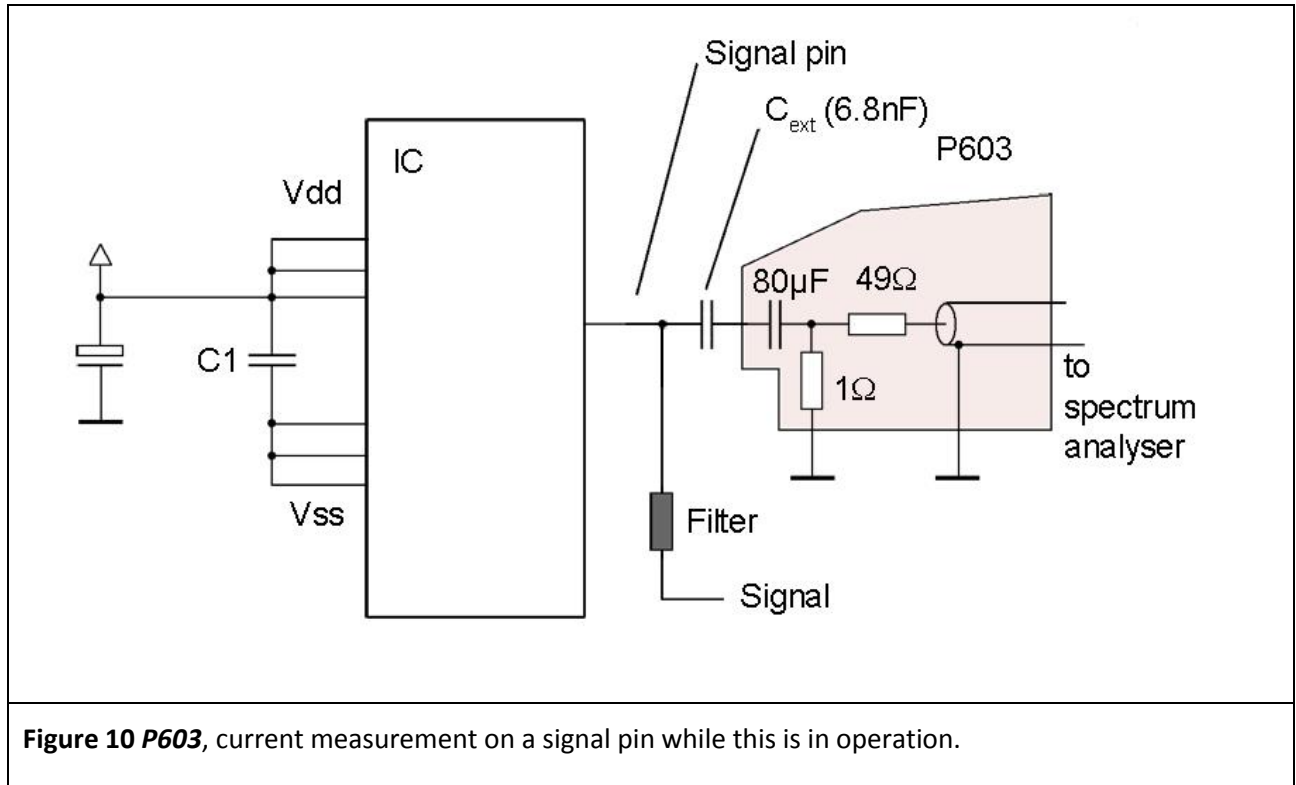 Signal pin
Cext (6.8nF)
P603
IC
Vdd
80µF 49Ω
C1
1Ω
to
spectrum
analyser
Vss
Filter
Signal
Figure 10 P603, current measurement on a signal pin while this is in operation.